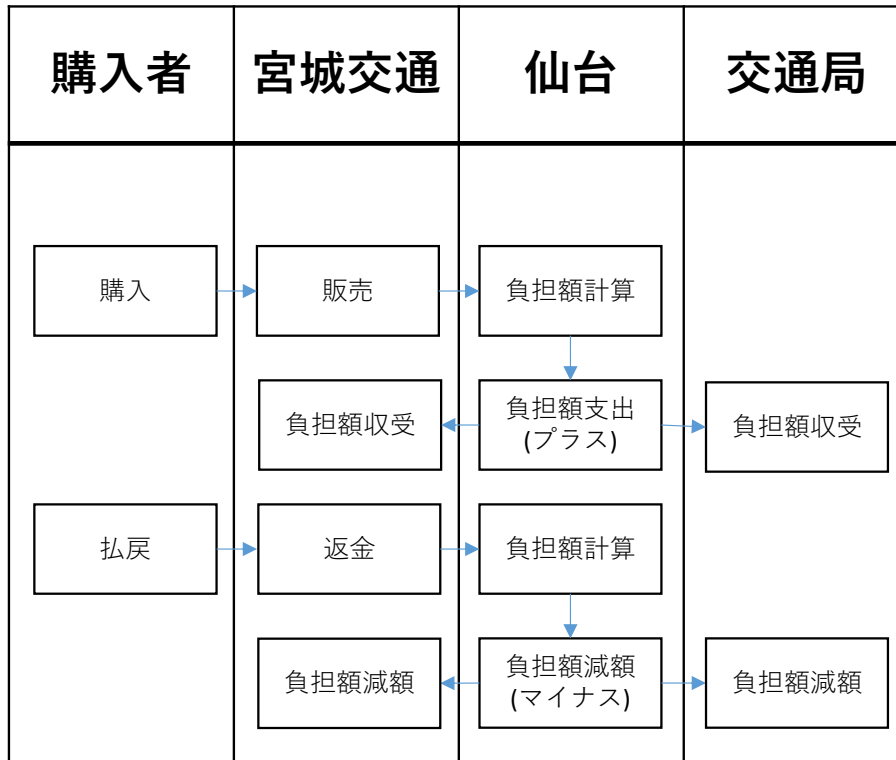 購入者
宮城交通
仙台
交通局
購入
販売
負担額計算
負担額収受
負担額支出
(プラス)
負担額収受
払戻
返金
負担額計算
負担額減額
負担額減額
(マイナス)
負担額減額